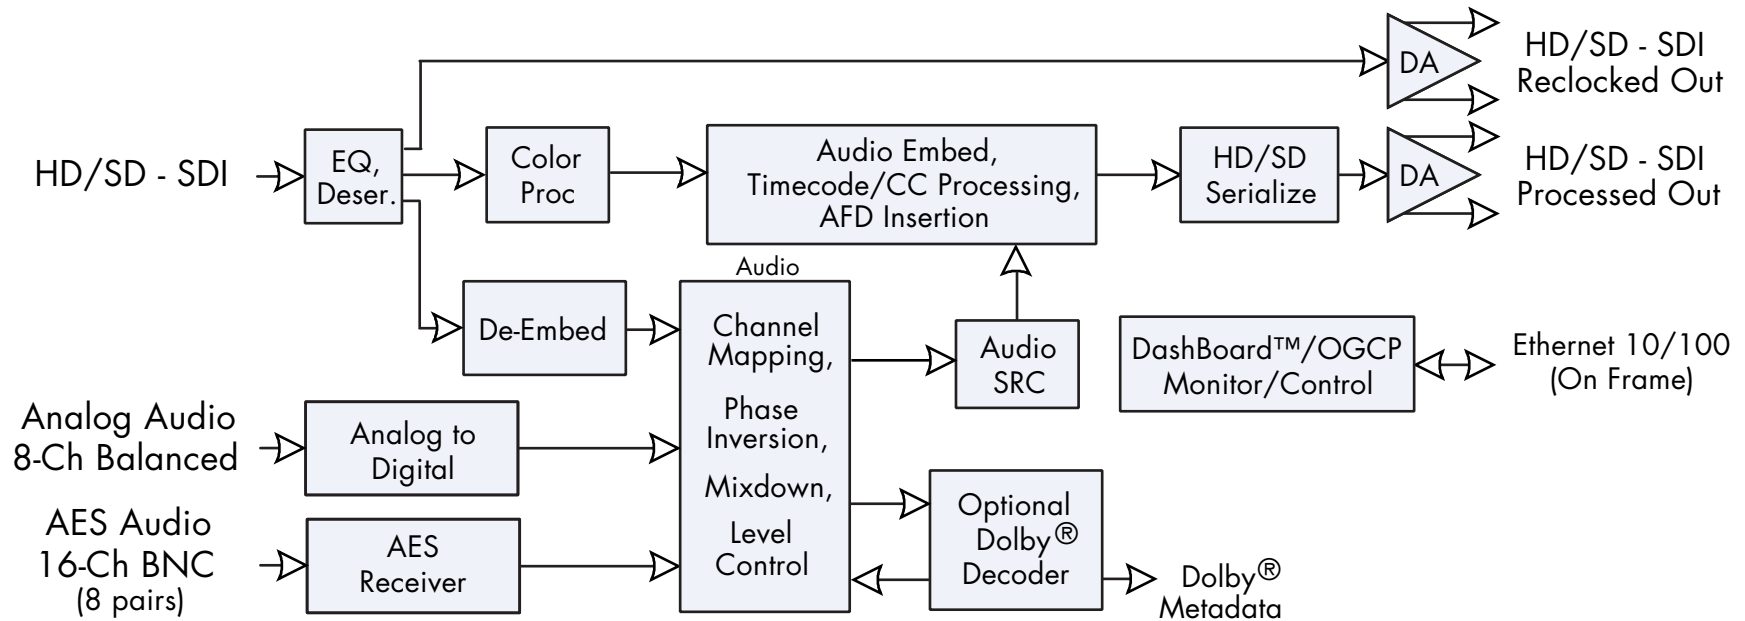 HD/SD - SDI
EQ,
Deser.
Color
Proc
Audio Embed,
Timecode/CC Processing,
AFD Insertion
HD/SD
Serialize
DA
HD/SD - SDI
Reclocked Out
DA
HD/SD - SDI
Processed Out
De-Embed
Audio
Channel
Mapping,
Phase
Inversion,
Mixdown,
Level
Control
Audio
SRC
DashBoard™/OGCP
Monitor/Control
Ethernet 10/100
(On Frame)
Analog Audio
8-Ch Balanced
Analog to
Digital
AES Audio
16-Ch BNC
(8 pairs)
AES
Receiver
Optional
Dolby®
Decoder
Dolby®
Metadata